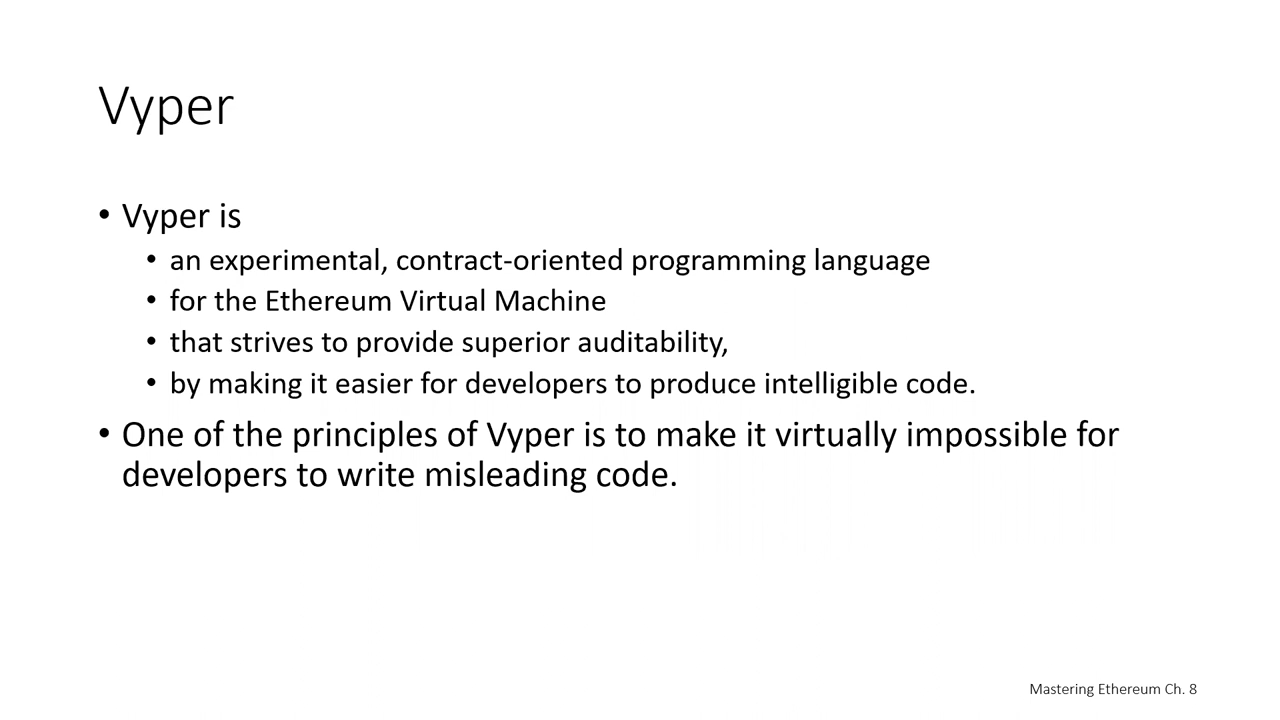 Vyper
• Vyper is
• an experimental, contract-oriented programming language
• for the Ethereum Virtual Machine
• that strives to provide superior auditability,
• by making it easier for developers to produce intelligible code.
• One of the principles of Vyper is to make it virtually impossible for
developers to write misleading code.
Mastering Ethereum Ch. 8